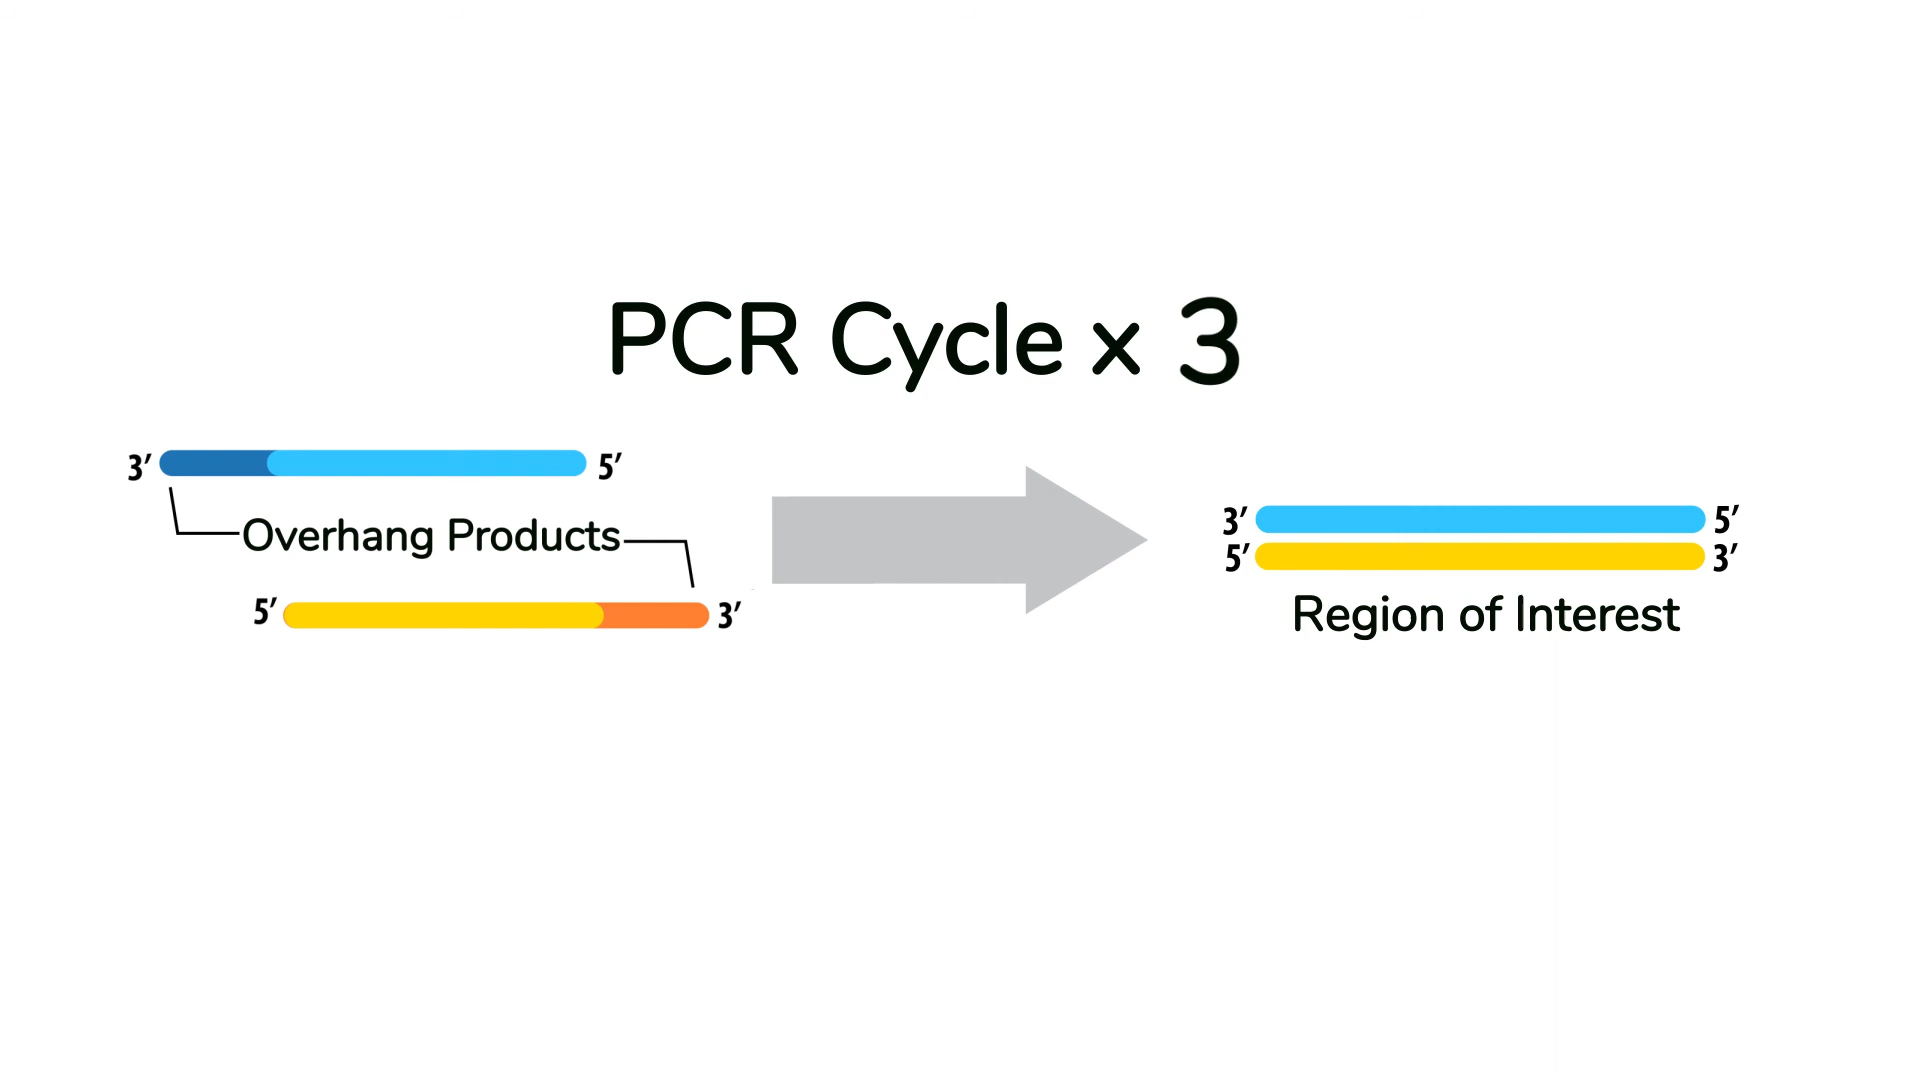 PCR Cycle x 3
3′ 5′
Overhang Products
5′ 3′
3′ 5′
5′ 3′
Region of Interest